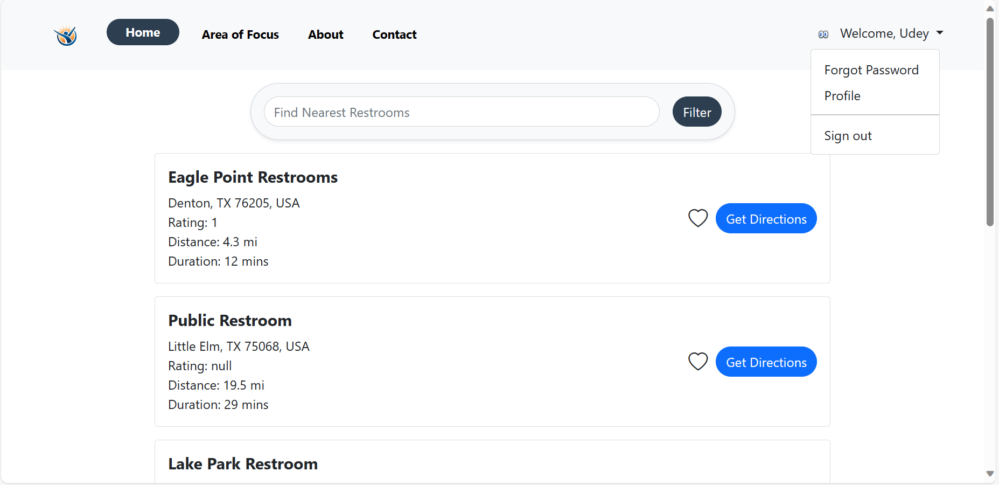 Home
Area of Focus
About
Contact
Welcome, Udey
Forgot Password
Profile
Sign out
Find Nearest Restrooms
Filter
Eagle Point Restrooms
Denton, TX 76205, USA
Rating: 1
Distance: 4.3 mi
Duration: 12 mins
Get Directions
Public Restroom
Little Elm, TX 75068, USA
Rating: null
Distance: 19.5 mi
Duration: 29 mins
Get Directions
Lake Park Restroom